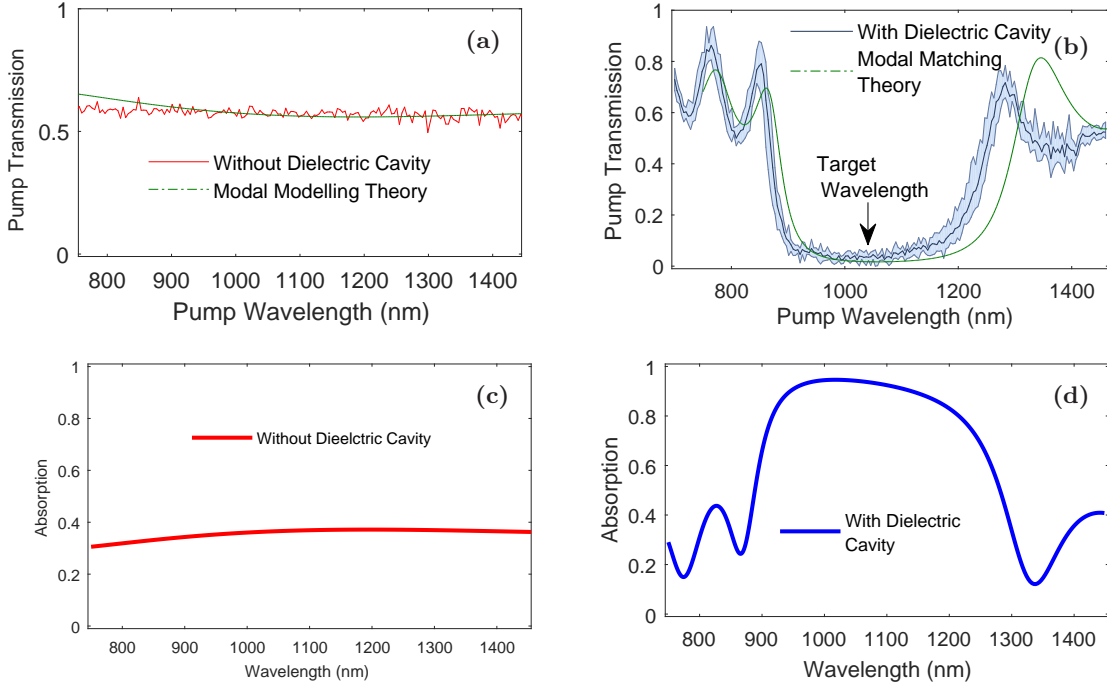 (a)
1
0.5
0
Pump Transmission
Without Dielectric Cavity
Modal Modelling Theory
800 900 1000 1100 1200 1300 1400
Pump Wavelength (nm)
(b)
1
0.8
0.6
0.4
0.2
0
Pump Transmission
With Dielectric Cavity
Modal Matching
Theory
Target
Wavelength
800 1000 1200 1400
Pump Wavelength (nm)
(c)
1
0.8
0.6
0.4
0.2
0
Absorption
Without Dieelctric Cavity
800 900 1000 1100 1200 1300 1400
Wavelength (nm)
(d)
1
0.8
0.6
0.4
0.2
0
Absorption
With Dielectric
Cavity
800 900 1000 1100 1200 1300 1400
Wavelength (nm)